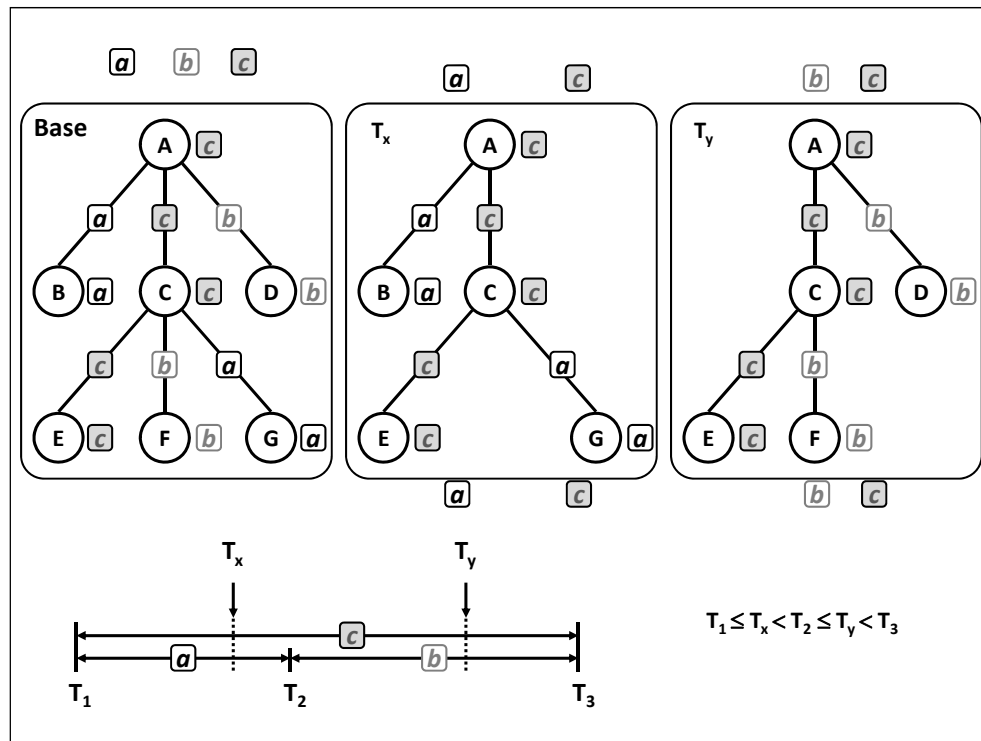 a b c
a c
b c
Base
A c
a c b
B a C c D b
c b a
E c F b G a
Tx
A c
a c
B a C c
c a
E c G a
a c
Ty
A c
c b
C c D b
c b
E c F b
b c
Tx Ty
c
a b
T1 T2 T3
T1 ≤ Tx < T2 ≤ Ty < T3